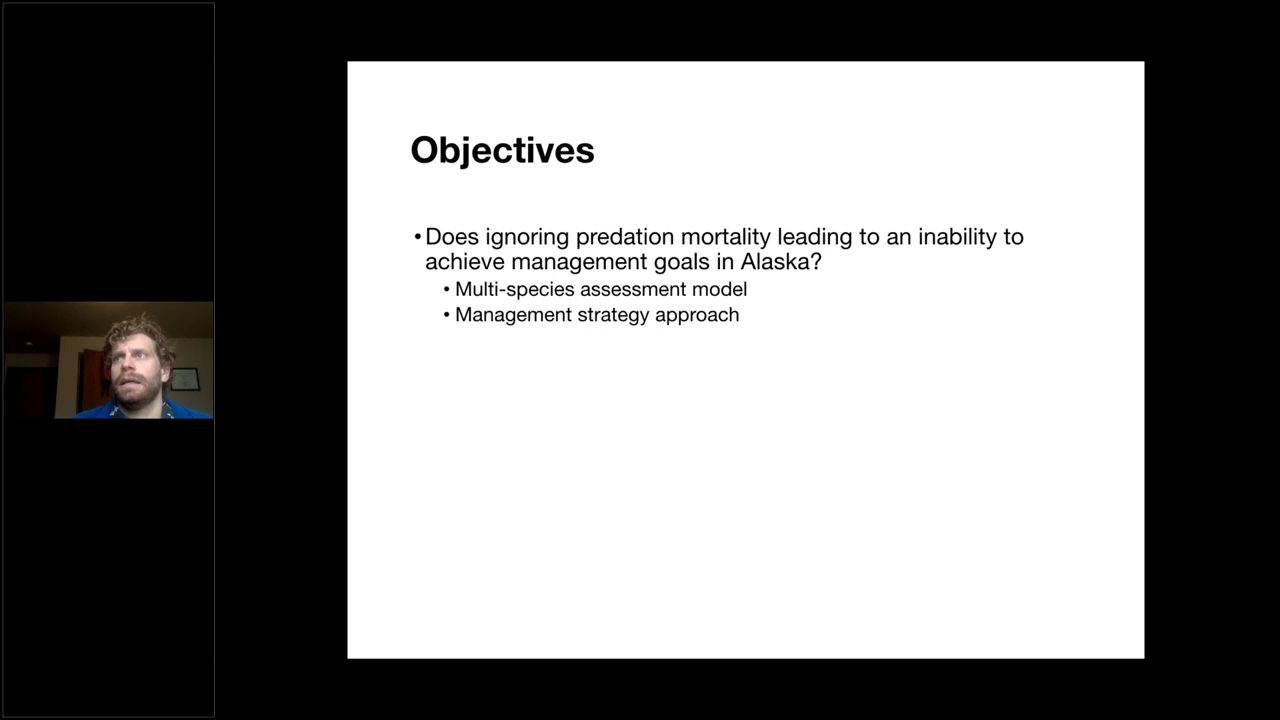 Objectives
• Does ignoring predation mortality leading to an inability to
achieve management goals in Alaska?
• Multi-species assessment model
• Management strategy approach